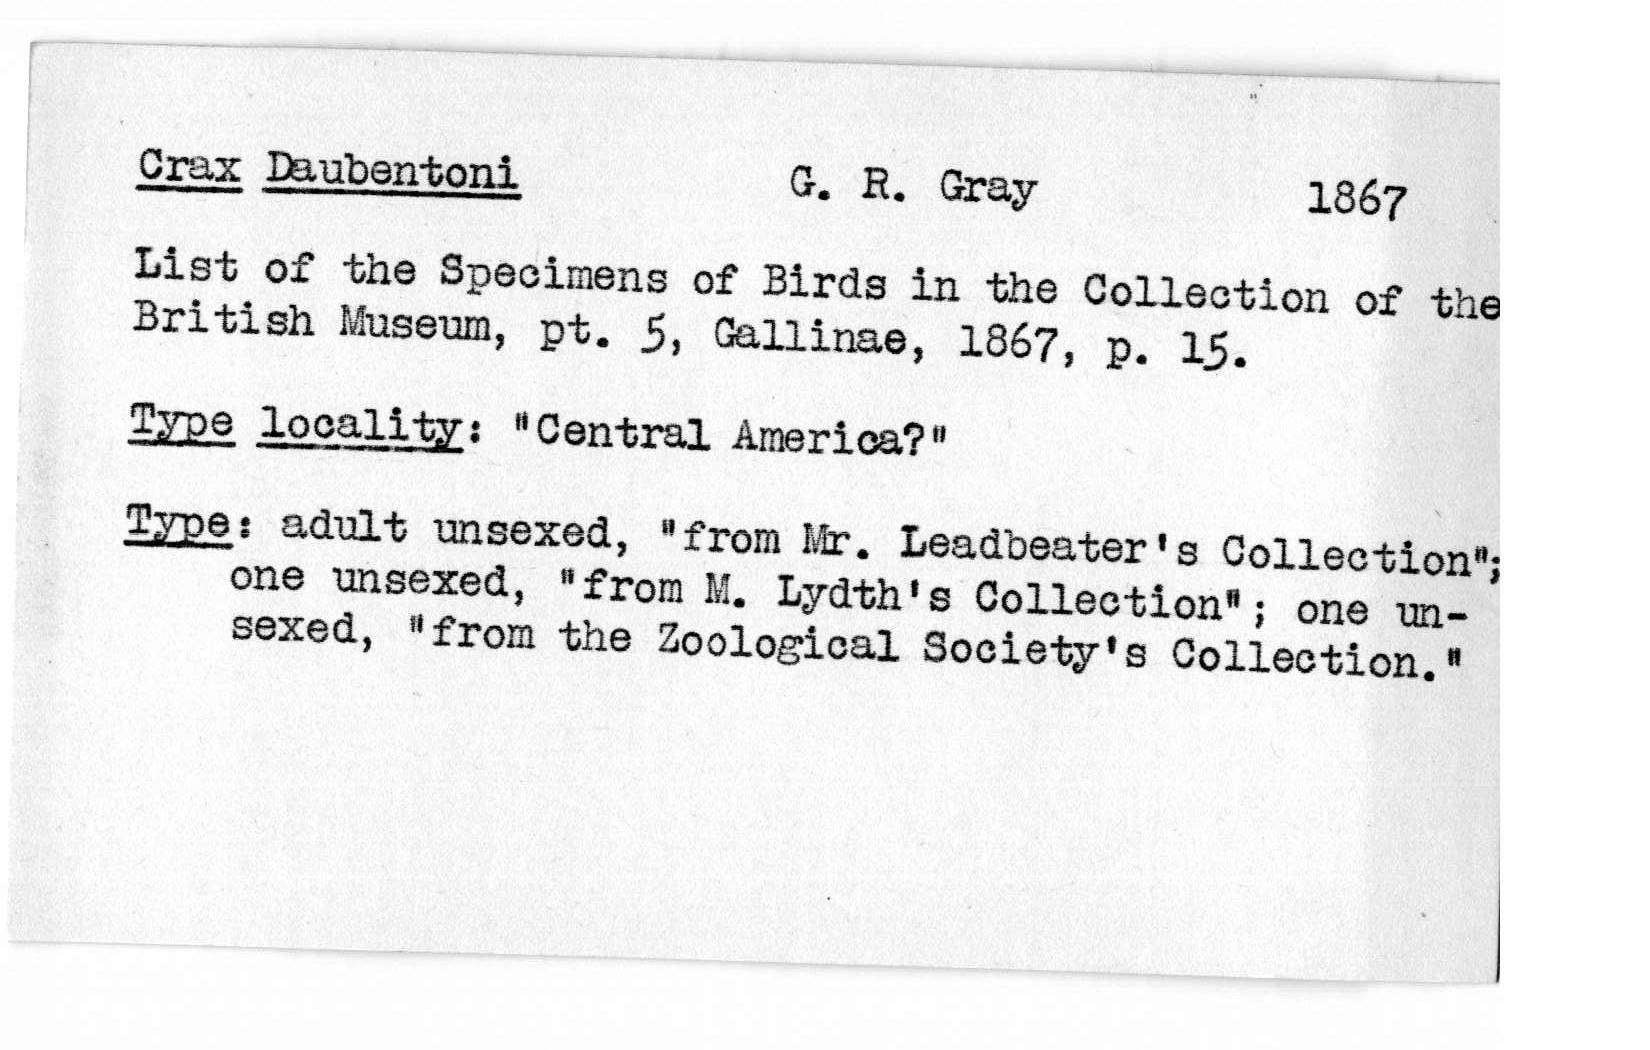 Crax Daubentoni G. R. Gray 1867
List of the Specimens of Birds in the Collection of the
British Museum, pt. 5, Gallinae, 1867, p. 15.
Type locality: "Central America?"
Type: adult unsexed, "from Mr. Leadbeater's Collection";
one unsexed, "from M. Lydth's Collection"; one un-
sexed, "from the Zoological Society's Collection."